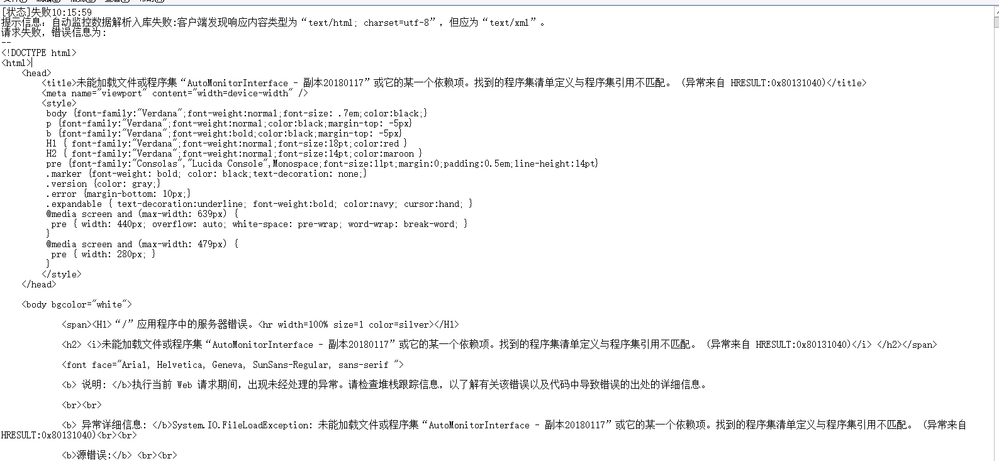 [状态]失败10:15:59
提示信息: 自动监控数据解析入库失败:客户端发现响应内容类型为“text/html; charset=utf-8”，但应为“text/xml”。
请求失败，错误信息为:
--
<!DOCTYPE html>
<html>
<head>
<title>未能加载文件或程序集“AutoMonitorInterface - 副本20180117”或它的某一个依赖项。找到的程序集清单定义与程序集引用不匹配。 (异常来自 HRESULT:0x80131040)</title>
<meta name="viewport" content="width=device-width" />
<style>
body {font-family:"Verdana";font-weight:normal;font-size: .7em;color:black;}
p {font-family:"Verdana";font-weight:normal;color:black;margin-top: -5px}
b {font-family:"Verdana";font-weight:bold;color:black;margin-top: -5px}
H1 { font-family:"Verdana";font-weight:normal;font-size:18pt;color:red }
H2 { font-family:"Verdana";font-weight:normal;font-size:14pt;color:maroon }
pre {font-family:"Consolas","Lucida Console",Monospace;font-size:11pt;margin:0;padding:0.5em;line-height:14pt}
.marker {font-weight: bold; color: black;text-decoration: none;}
.version {color: gray;}
.error {margin-bottom: 10px;}
.expandable { text-decoration:underline; font-weight:bold; color:navy; cursor:hand; }
@media screen and (max-width: 639px) {
pre { width: 440px; overflow: auto; white-space: pre-wrap; word-wrap: break-word; }
}
@media screen and (max-width: 479px) {
pre { width: 280px; }
}
</style>
</head>
<body bgcolor="white">
<span><H1>“/”应用程序中的服务器错误。<hr width=100% size=1 color=silver></H1>
<h2> <i>未能加载文件或程序集“AutoMonitorInterface - 副本20180117”或它的某一个依赖项。找到的程序集清单定义与程序集引用不匹配。 (异常来自 HRESULT:0x80131040)</i> </h2></span>
<font face="Arial, Helvetica, Geneva, SunSans-Regular, sans-serif ">
<b> 说明: </b>执行当前 Web 请求期间，出现未经处理的异常。请检查堆栈跟踪信息，以了解有关该错误以及代码中导致错误的出处的详细信息。
<br><br>
<b> 异常详细信息: </b>System.IO.FileLoadException: 未能加载文件或程序集“AutoMonitorInterface - 副本20180117”或它的某一个依赖项。找到的程序集清单定义与程序集引用不匹配。 (异常来自
HRESULT:0x80131040)<br><br>
<b>源错误:</b> <br><br>